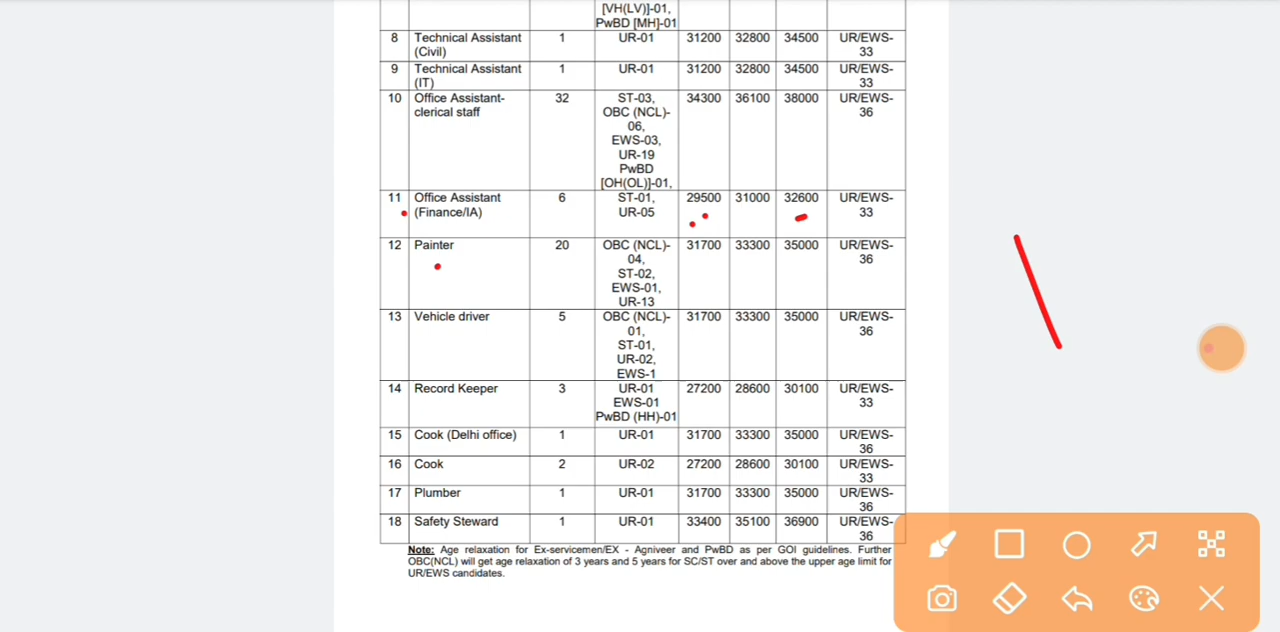 [VH(LV)]-01,
PwBD [MH]-01
8 Technical Assistant (Civil) 1 UR-01 31200 32800 34500 UR/EWS-33
9 Technical Assistant (IT) 1 UR-01 31200 32800 34500 UR/EWS-33
10 Office Assistant-clerical staff 32 ST-03, OBC (NCL)-06, EWS-03, UR-19 PwBD [OH(OL)]-01, 34300 36100 38000 UR/EWS-36
11 Office Assistant (Finance/IA) 6 ST-01, UR-05 29500 31000 32600 UR/EWS-33
12 Painter 20 OBC (NCL)-04, ST-02, EWS-01, UR-13 31700 33300 35000 UR/EWS-36
13 Vehicle driver 5 OBC (NCL)-01, ST-01, UR-02, EWS-1 31700 33300 35000 UR/EWS-36
14 Record Keeper 3 UR-01 EWS-01 PwBD (HH)-01 27200 28600 30100 UR/EWS-33
15 Cook (Delhi office) 1 UR-01 31700 33300 35000 UR/EWS-36
16 Cook 2 UR-02 27200 28600 30100 UR/EWS-33
17 Plumber 1 UR-01 31700 33300 35000 UR/EWS-36
18 Safety Steward 1 UR-01 33400 35100 36900 UR/EWS-36
Note: Age relaxation for Ex-servicemen/EX - Agniveer and PwBD as per GOI guidelines. Further
OBC(NCL) will get age relaxation of 3 years and 5 years for SC/ST over and above the upper age limit for
UR/EWS candidates.